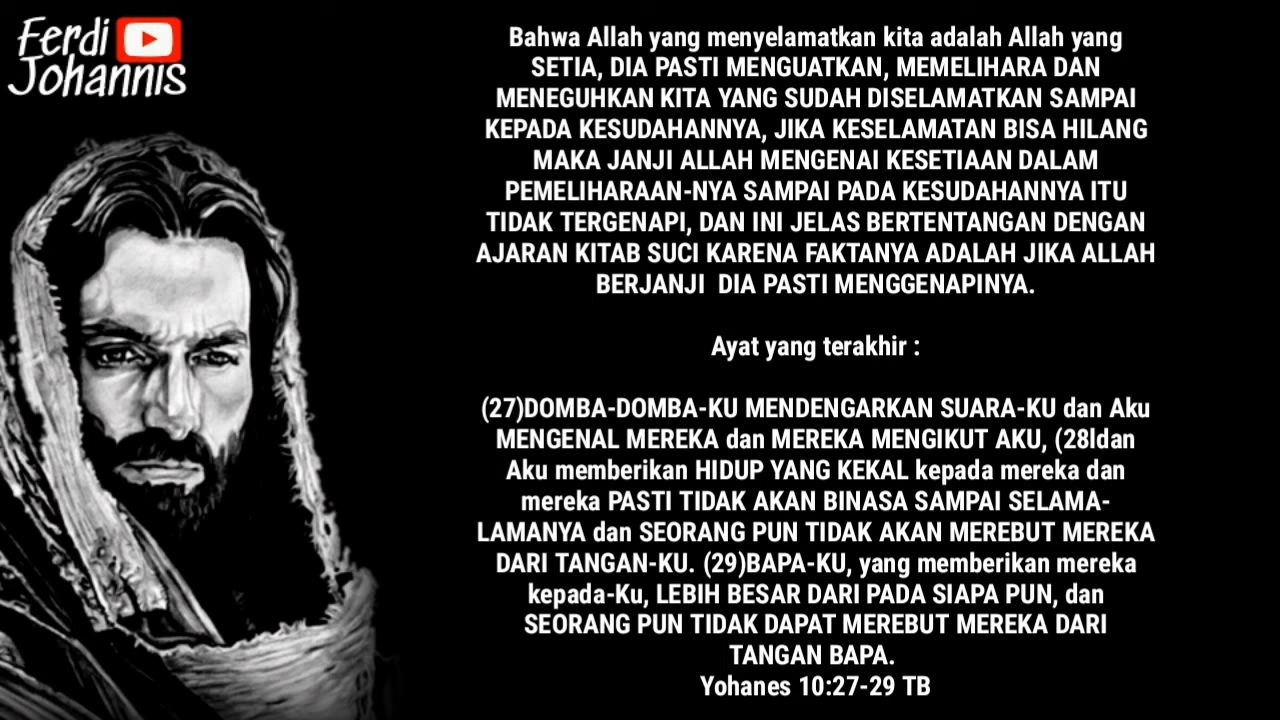 Ferdi
Johannis
Bahwa Allah yang menyelamatkan kita adalah Allah yang
SETIA, DIA PASTI MENGUATKAN, MEMELIHARA DAN
MENEGUHKAN KITA YANG SUDAH DISELAMATKAN SAMPAI
KEPADA KESUDAHANNYA, JIKA KESELAMATAN BISA HILANG
MAKA JANJI ALLAH MENGENAI KESETIAAN DALAM
PEMELIHARAAN-NYA SAMPAI PADA KESUDAHANNYA ITU
TIDAK TERGENAPI, DAN INI JELAS BERTENTANGAN DENGAN
AJARAN KITAB SUCI KARENA FAKTANYA ADALAH JIKA ALLAH
BERJANJI  DIA PASTI MENGGENAPINYA.
Ayat yang terakhir :
(27)DOMBA-DOMBA-KU MENDENGARKAN SUARA-KU dan Aku
MENGENAL MEREKA dan MEREKA MENGIKUT AKU, (28ldan
Aku memberikan HIDUP YANG KEKAL kepada mereka dan
mereka PASTI TIDAK AKAN BINASA SAMPAI SELAMA-
LAMANYA dan SEORANG PUN TIDAK AKAN MEREBUT MEREKA
DARI TANGAN-KU. (29)BAPA-KU, yang memberikan mereka
kepada-Ku, LEBIH BESAR DARI PADA SIAPA PUN, dan
SEORANG PUN TIDAK DAPAT MEREBUT MEREKA DARI
TANGAN BAPA.
Yohanes 10:27-29 TB